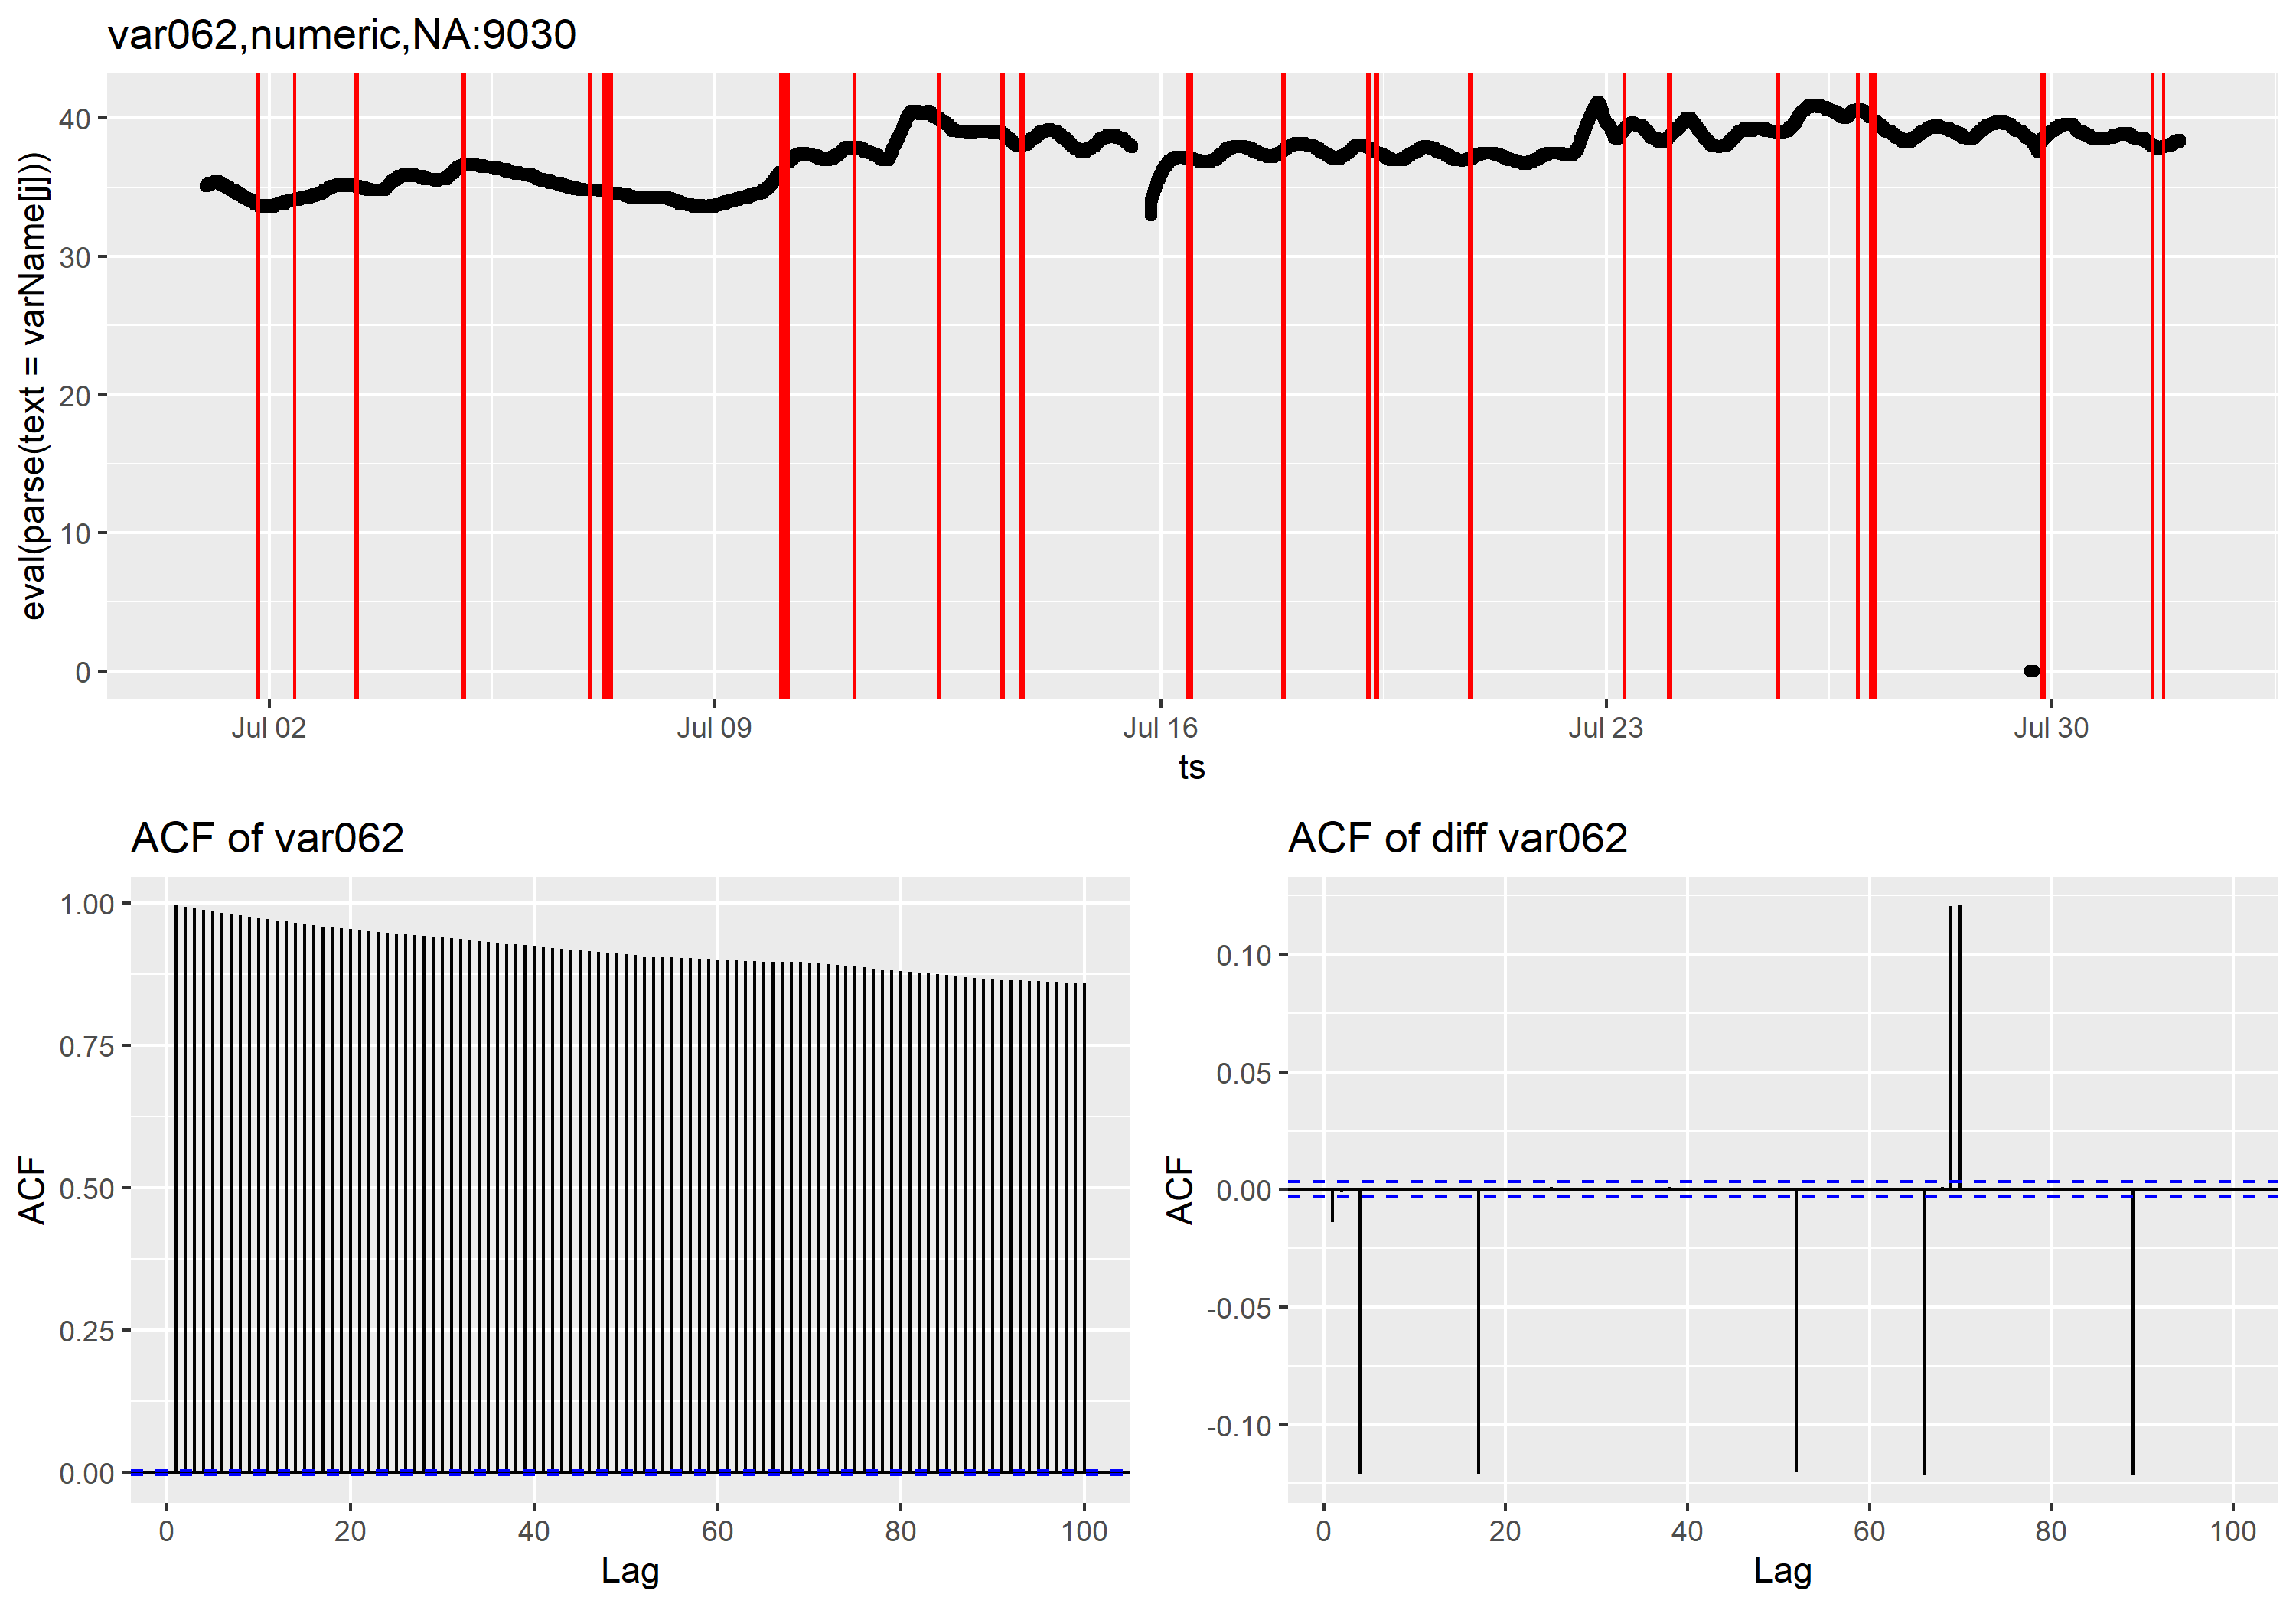 var062,numeric,NA:9030
eval(parse(text = varName[j]))
40
30
20
10
0
Jul 02
Jul 09
Jul 16
Jul 23
Jul 30
ts
ACF of var062
ACF
1.00
0.75
0.50
0.25
0.00
0
20
40
60
80
100
Lag
ACF of diff var062
ACF
0.10
0.05
0.00
-0.05
-0.10
0
20
40
60
80
100
Lag